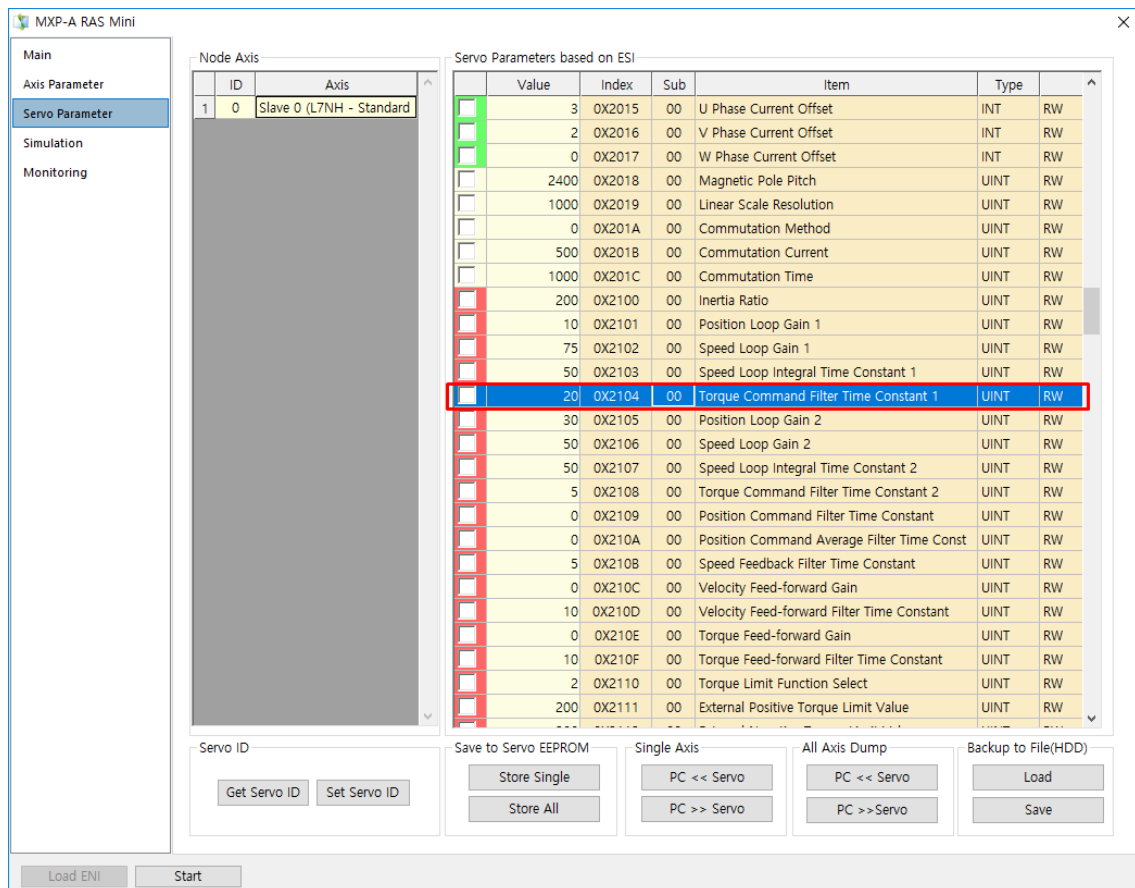 MXP-A RAS Mini
Main
Axis Parameter
Servo Parameter
Simulation
Monitoring
Node Axis
ID Axis
1 0 Slave 0 (L7NH - Standard
Servo Parameters based on ESI
Value Index Sub Item Type
3 0X2015 00 U Phase Current Offset INT RW
2 0X2016 00 V Phase Current Offset INT RW
0 0X2017 00 W Phase Current Offset INT RW
2400 0X2018 00 Magnetic Pole Pitch UINT RW
1000 0X2019 00 Linear Scale Resolution UINT RW
0 0X201A 00 Commutation Method UINT RW
500 0X201B 00 Commutation Current UINT RW
1000 0X201C 00 Commutation Time UINT RW
200 0X2100 00 Inertia Ratio UINT RW
10 0X2101 00 Position Loop Gain 1 UINT RW
75 0X2102 00 Speed Loop Gain 1 UINT RW
50 0X2103 00 Speed Loop Integral Time Constant 1 UINT RW
20 0X2104 00 Torque Command Filter Time Constant 1 UINT RW
30 0X2105 00 Position Loop Gain 2 UINT RW
50 0X2106 00 Speed Loop Gain 2 UINT RW
50 0X2107 00 Speed Loop Integral Time Constant 2 UINT RW
5 0X2108 00 Torque Command Filter Time Constant 2 UINT RW
0 0X2109 00 Position Command Filter Time Constant UINT RW
0 0X210A 00 Position Command Average Filter Time Const UINT RW
5 0X210B 00 Speed Feedback Filter Time Constant UINT RW
0 0X210C 00 Velocity Feed-forward Gain UINT RW
10 0X210D 00 Velocity Feed-forward Filter Time Constant UINT RW
0 0X210E 00 Torque Feed-forward Gain UINT RW
10 0X210F 00 Torque Feed-forward Filter Time Constant UINT RW
2 0X2110 00 Torque Limit Function Select UINT RW
200 0X2111 00 External Positive Torque Limit Value UINT RW
Servo ID
Get Servo ID Set Servo ID
Save to Servo EEPROM
Store Single
Store All
Single Axis
PC << Servo
PC >> Servo
All Axis Dump
PC << Servo
PC >>Servo
Backup to File(HDD)
Load
Save
Load ENI Start